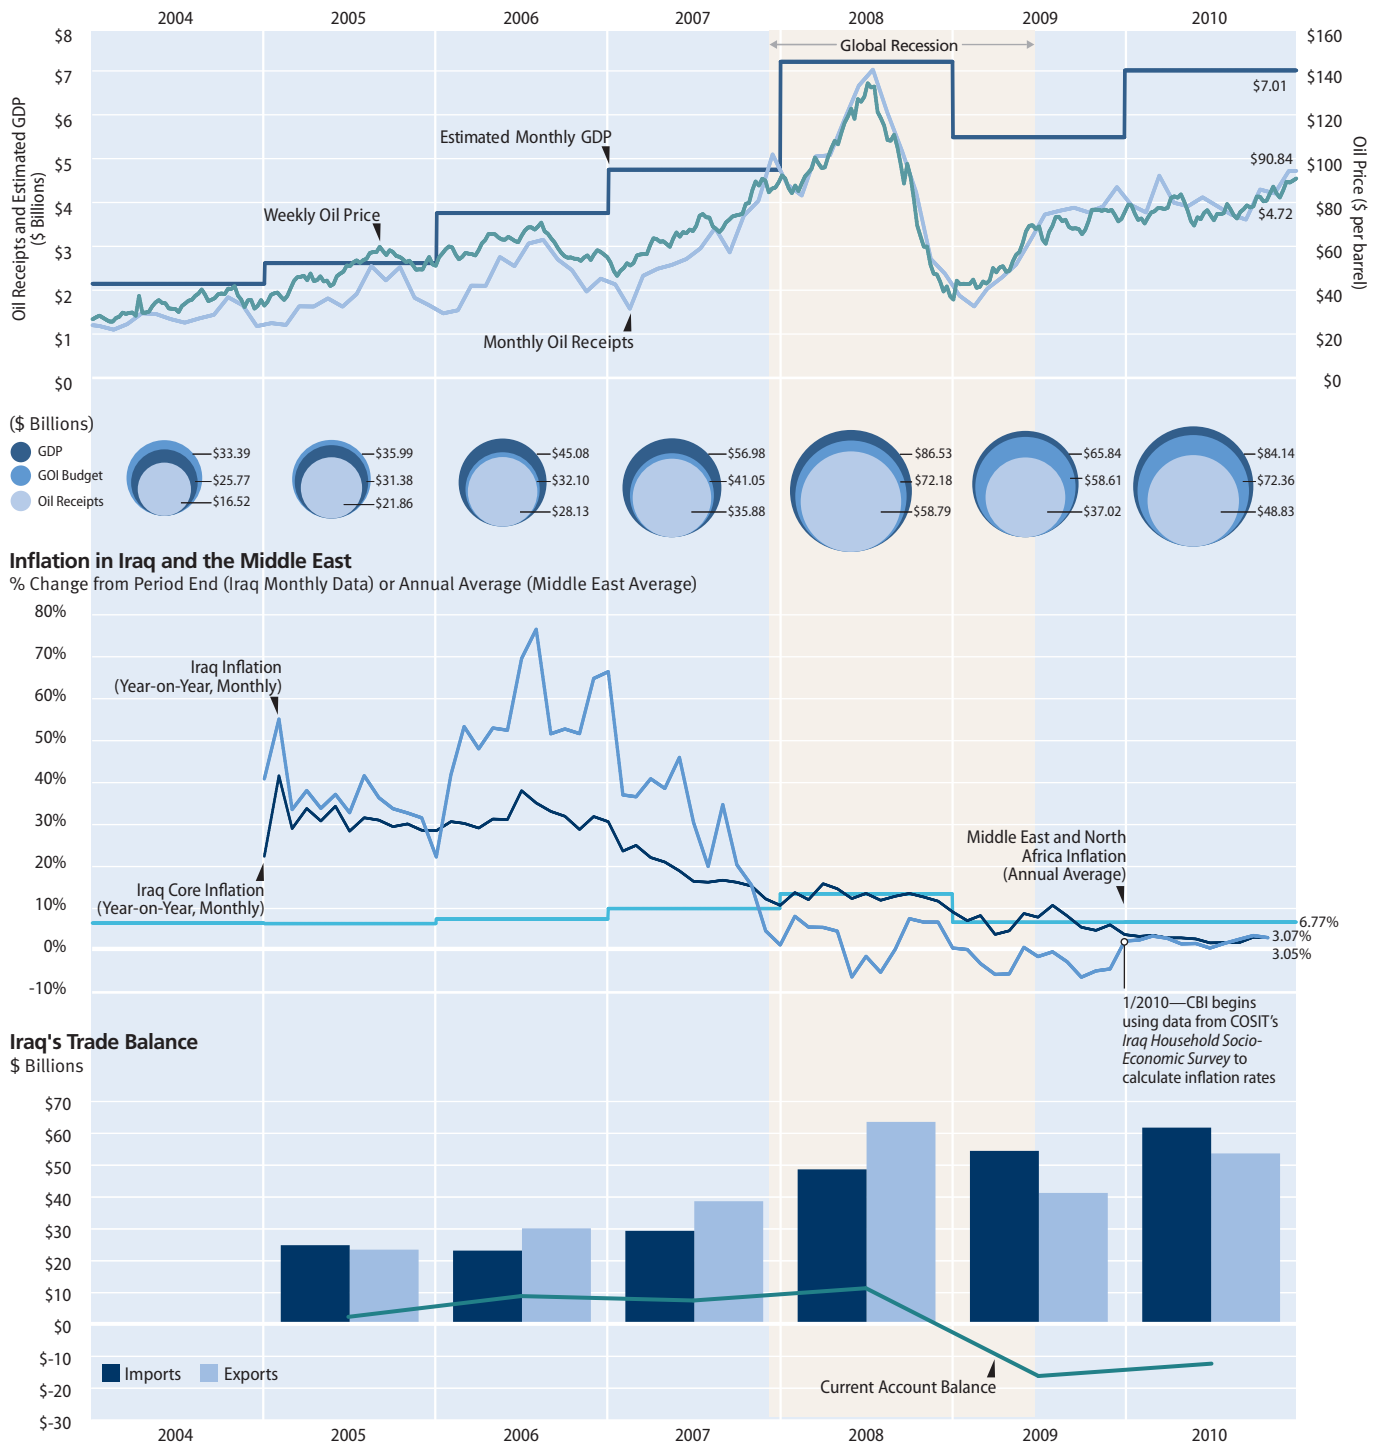 2004 2005 2006 2007 2008 2009 2010
$8 $160
Global Recession
$7 $140
$7.01
$6 $120
Estimated Monthly GDP
$5 $100
$90.84
$4 $80
Weekly Oil Price
$4.72
$3 $60
$2 $40
Monthly Oil Receipts
$1 $20
$0 $0
Oil Receipts and Estimated GDP
($ Billions)
Oil Price ($ per barrel)
($ Billions)
GDP
GOI Budget
Oil Receipts
$33.39
$25.77
$16.52
$35.99
$31.38
$21.86
$45.08
$32.10
$28.13
$56.98
$41.05
$35.88
$86.53
$72.18
$58.79
$65.84
$58.61
$37.02
$84.14
$72.36
$48.83
Inflation in Iraq and the Middle East
% Change from Period End (Iraq Monthly Data) or Annual Average (Middle East Average)
80%
70%
60%
50%
40%
30%
20%
10%
0%
-10%
Iraq Inflation
(Year-on-Year, Monthly)
Iraq Core Inflation
(Year-on-Year, Monthly)
Middle East and North
Africa Inflation
(Annual Average)
6.77%
3.07%
3.05%
1/2010—CBI begins
using data from COSIT's
Iraq Household Socio-
Economic Survey to
calculate inflation rates
Iraq's Trade Balance
$ Billions
$70
$60
$50
$40
$30
$20
$10
$0
$-10
$-20
$-30
Imports Exports
Current Account Balance
2004 2005 2006 2007 2008 2009 2010